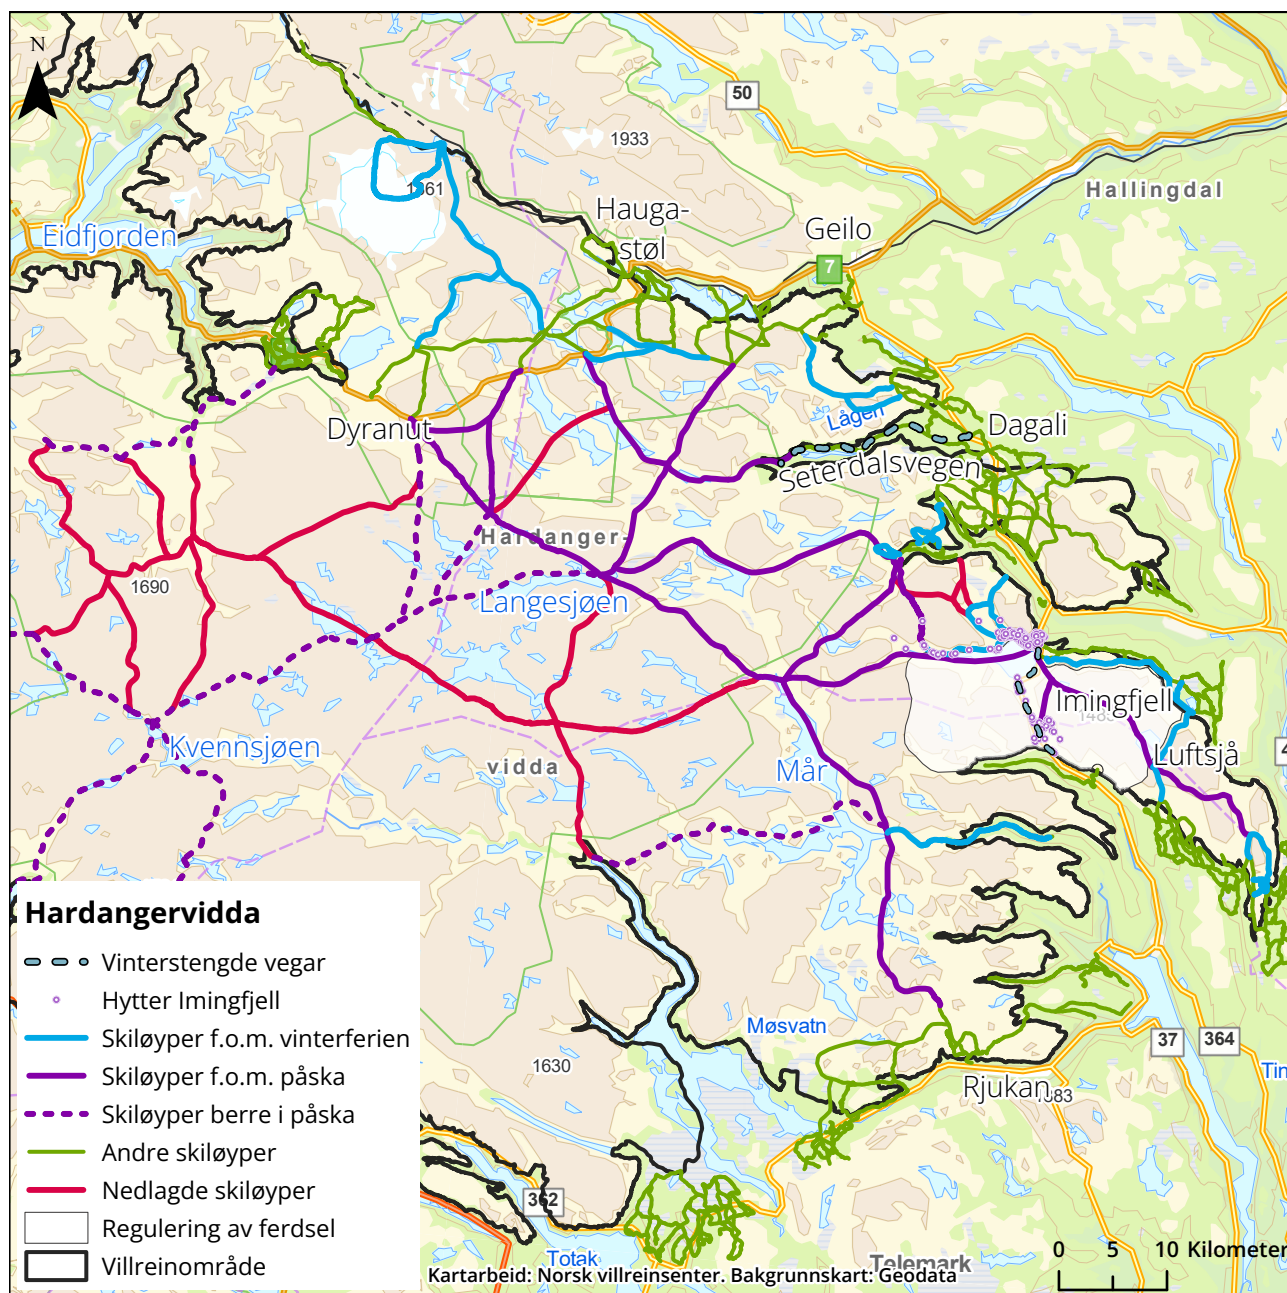 N
50
1933
Hallingdal
1861
Hauga-
støl
Geilo
Eidfjorden
7
Lågen
Dagali
Dyranut
Seterdalsvegen
Hardanger-
1690
Langesjøen
Imingfjell
Kvennsjøen
Luftsjå
vidda
Mår
Hardangervidda
Vinterstengde vegar
Hytter Imingfjell
Skiløyper f.o.m. vinterferien
Skiløyper f.o.m. påska
Skiløyper berre i påska
Andre skiløyper
Nedlagde skiløyper
Regulering av ferdsel
Villreinområde
Møsvatn
37
364
1630
Rjukan
362
Totak
Telemark
0 5 10 Kilometer
Kartarbeid: Norsk villreinsenter. Bakgrunnskart: Geodata